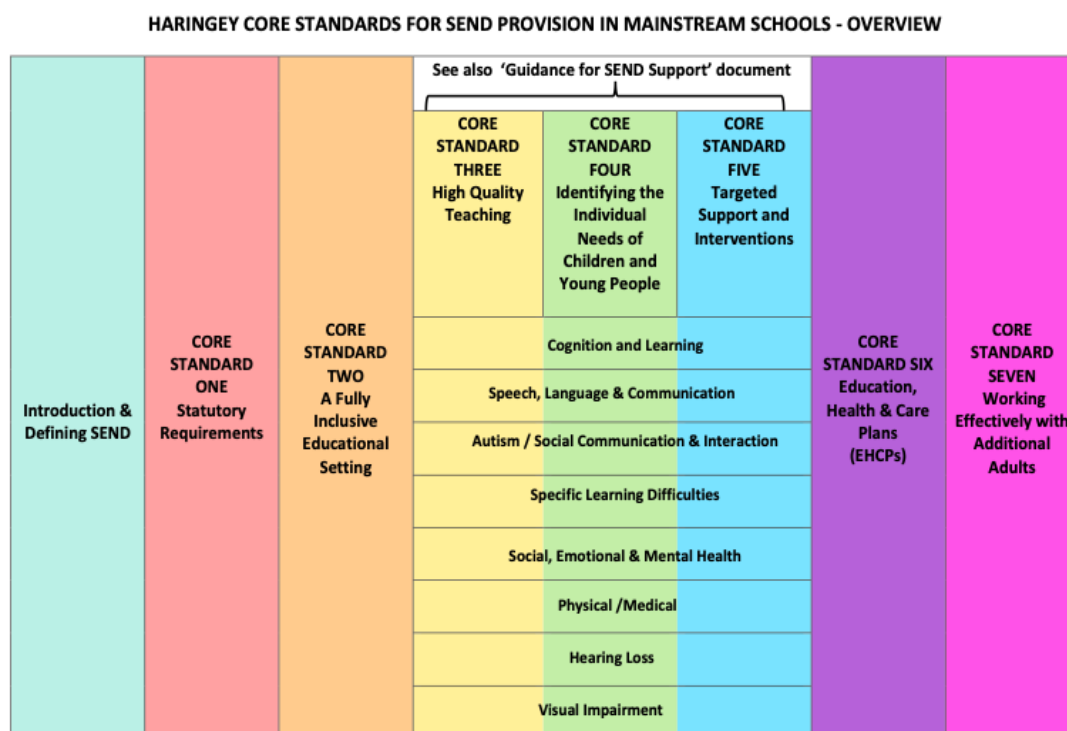 HARINGEY CORE STANDARDS FOR SEND PROVISION IN MAINSTREAM SCHOOLS - OVERVIEW
Introduction &
Defining SEND
CORE
STANDARD
ONE
Statutory
Requirements
CORE
STANDARD
TWO
A Fully
Inclusive
Educational
Setting
See also ‘Guidance for SEND Support’ document
CORE
STANDARD
THREE
High Quality
Teaching
CORE
STANDARD
FOUR
Identifying the
Individual
Needs of
Children and
Young People
CORE
STANDARD
FIVE
Targeted
Support and
Interventions
Cognition and Learning
Speech, Language & Communication
Autism / Social Communication & Interaction
Specific Learning Difficulties
Social, Emotional & Mental Health
Physical /Medical
Hearing Loss
Visual Impairment
CORE
STANDARD SIX
Education,
Health & Care
Plans
(EHCPs)
CORE
STANDARD
SEVEN
Working
Effectively with
Additional
Adults